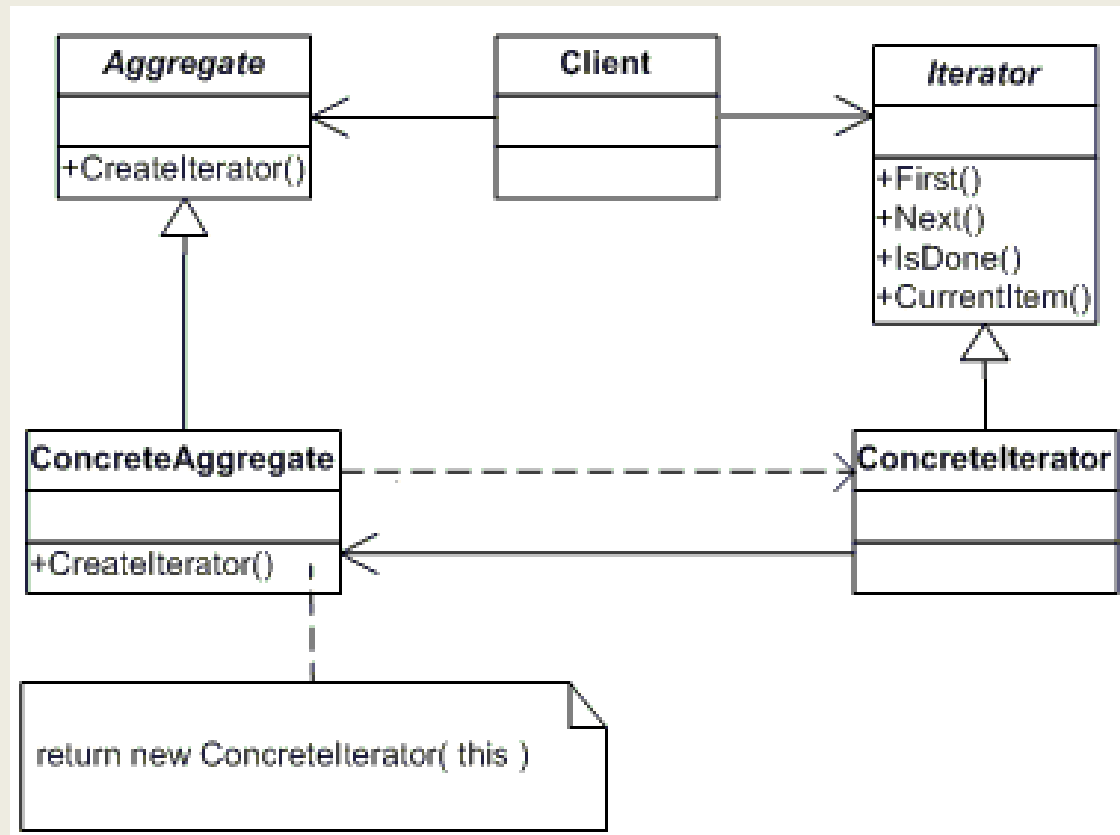 Aggregate
+CreateIterator()
Client
Iterator
+First()
+Next()
+IsDone()
+CurrentItem()
ConcreteAggregate
+CreateIterator()
ConcreteIterator
return new ConcreteIterator( this )